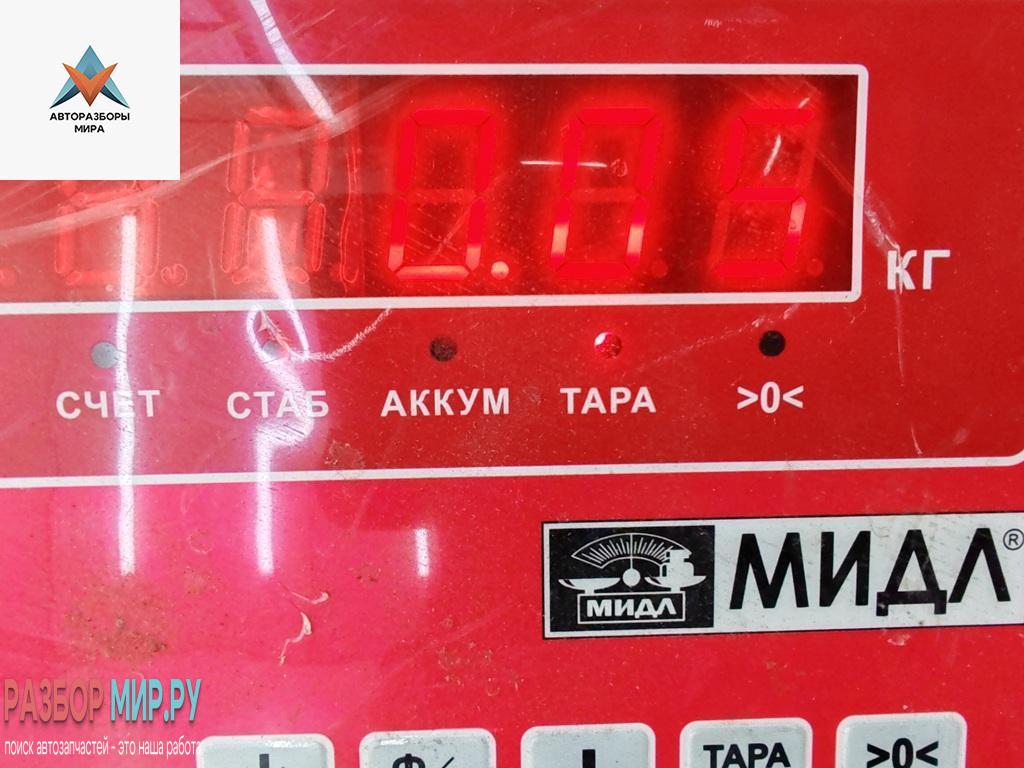 АВТОРАЗБОРЫ
МИРА
0.05
КГ
СЧЕТ СТАБ АККУМ ТАРА >0<
МИДЛ МИДЛ®
РАЗБОР МИР.РУ
поиск автозапчастей - это наша работа
ТАРА >0<